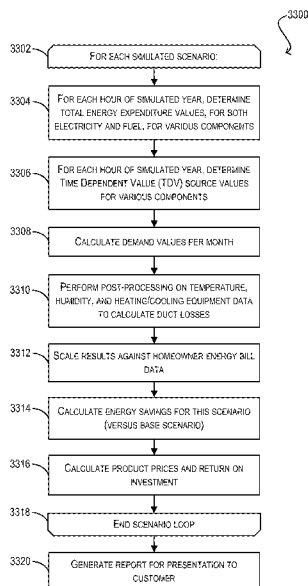 3300
3302
FOR EACH SIMULATED SCENARIO:
3304
FOR EACH HOUR OF SIMULATED YEAR, DETERMINE
TOTAL ENERGY EXPENDITURE VALUES, FOR BOTH
ELECTRICITY AND FUEL, FOR VARIOUS COMPONENTS
3306
FOR EACH HOUR OF SIMULATED YEAR, DETERMINE
TIME DEPENDENT VALUE (TDV) SOURCE VALUES
FOR VARIOUS COMPONENTS
3308
CALCULATE DEMAND VALUES PER MONTH
3310
PERFORM POST-PROCESSING ON TEMPERATURE,
HUMIDITY, AND HEATING/COOLING EQUIPMENT DATA
TO CALCULATE DUCT LOSSES
3312
SCALE RESULTS AGAINST HOMEOWNER ENERGY BILL
DATA
3314
CALCULATE ENERGY SAVINGS FOR THIS SCENARIO
(VERSUS BASE SCENARIO)
3316
CALCULATE PRODUCT PRICES AND RETURN ON
INVESTMENT
3318
END SCENARIO LOOP
3320
GENERATE REPORT FOR PRESENTATION TO
CUSTOMER